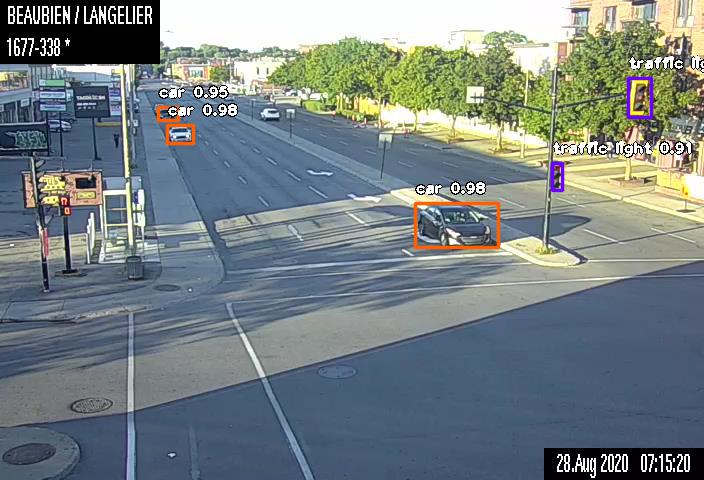 BEAUBIEN / LANGELIER
1677-338 *
car 0.95
car 0.98
traffic lig
traffic light 0.91
car 0.98
28.Aug 2020 07:15:20